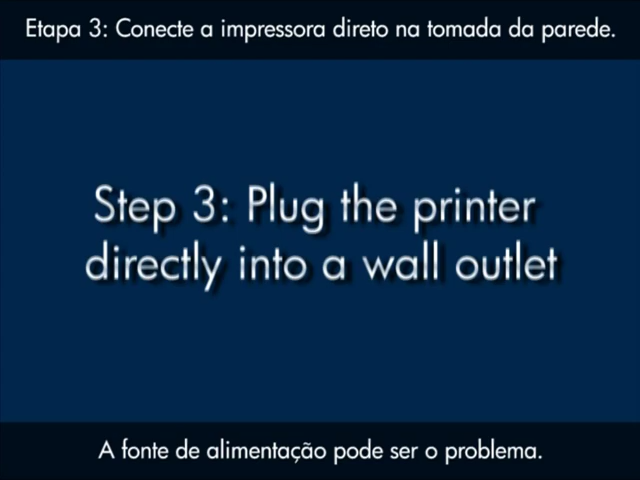 Etapa 3: Conecte a impressora direto na tomada da parede.
Step 3: Plug the printer
directly into a wall outlet
A fonte de alimentação pode ser o problema.